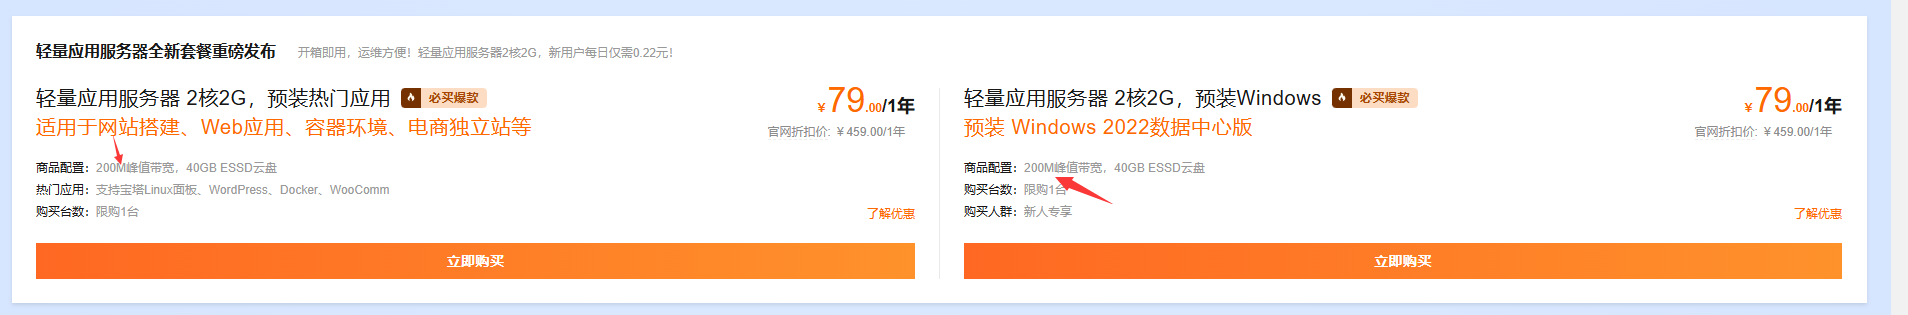 轻量应用服务器全新套餐重磅发布 开箱即用，运维方便！轻量应用服务器2核2G，新用户每日仅需0.22元！
轻量应用服务器 2核2G，预装热门应用 必买爆款
¥79.00/1年
适用于网站搭建、Web应用、容器环境、电商独立站等
官网折扣价: ¥459.00/1年
商品配置：200M峰值带宽，40GB ESSD云盘
热门应用：支持宝塔Linux面板、WordPress、Docker、WooComm
购买台数：限购1台
了解优惠
立即购买
轻量应用服务器 2核2G，预装Windows 必买爆款
¥79.00/1年
预装 Windows 2022数据中心版
官网折扣价: ¥459.00/1年
商品配置：200M峰值带宽，40GB ESSD云盘
购买台数：限购1台
购买人群：新人专享
了解优惠
立即购买